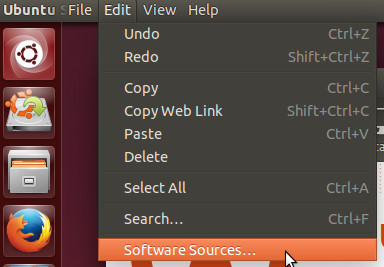 Ubuntu S File Edit View Help
Undo Ctrl+Z
Redo Shift+Ctrl+Z
Copy Ctrl+C
Copy Web Link Shift+Ctrl+C
Paste Ctrl+V
Delete
Select All Ctrl+A
Search... Ctrl+F
Software Sources...